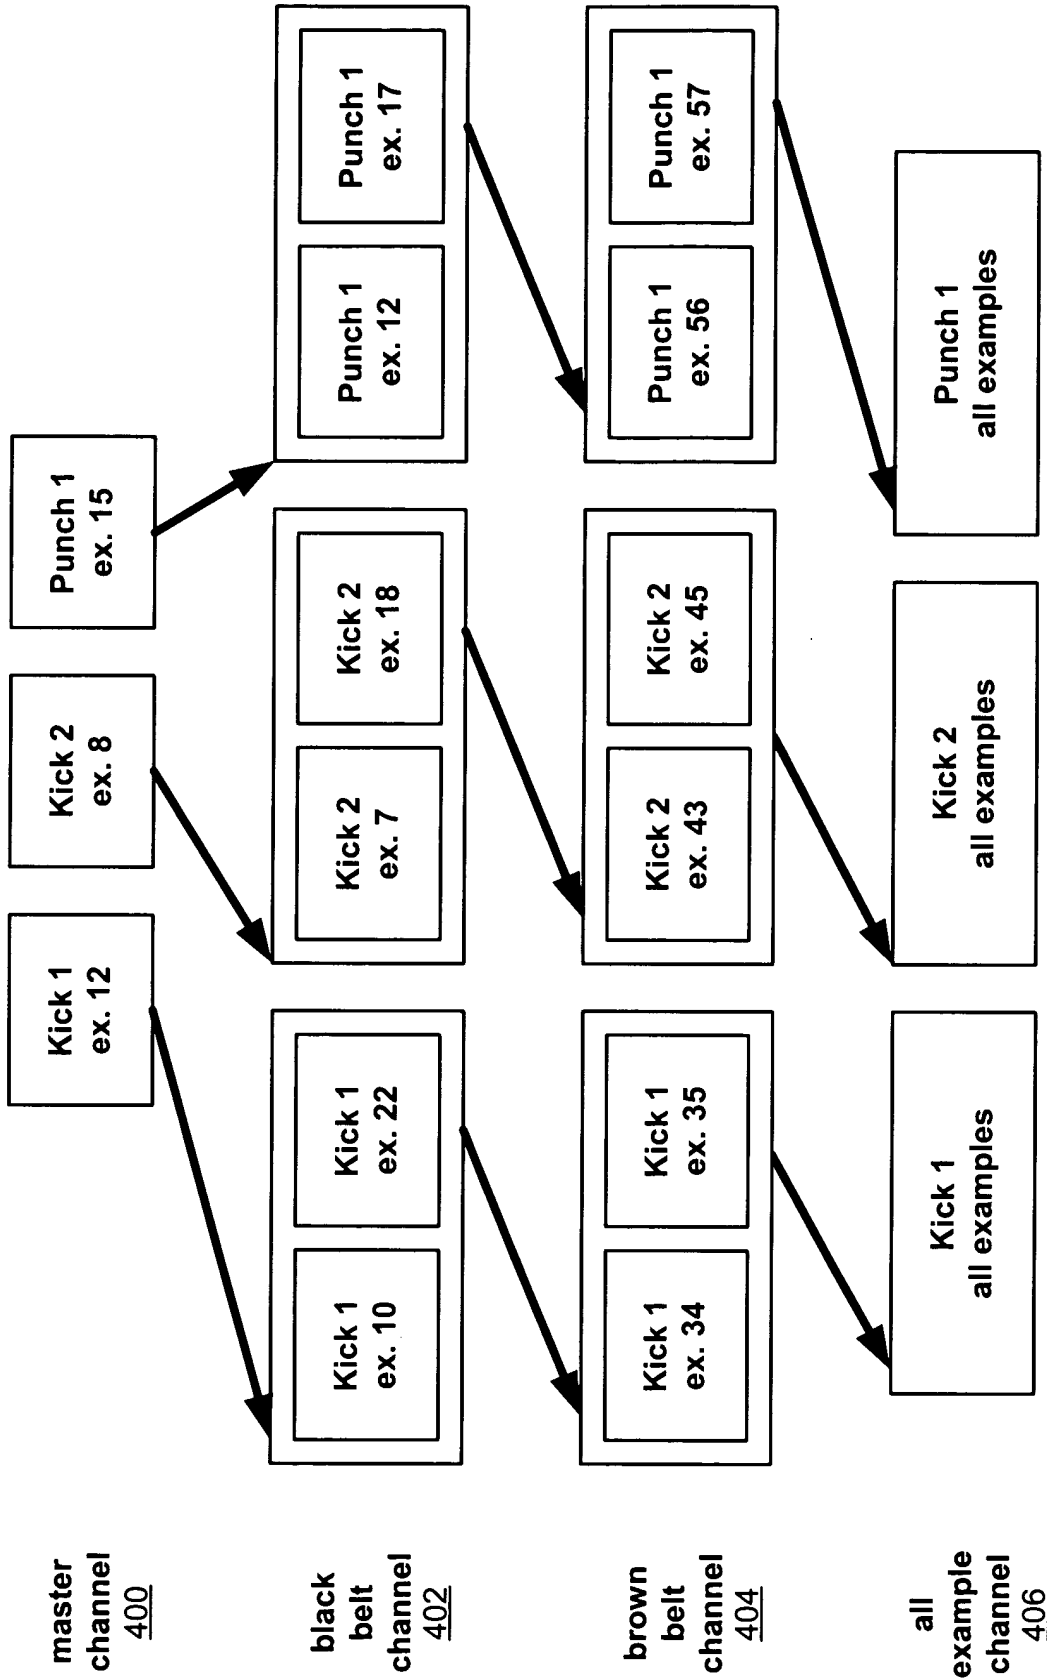 master
channel
400
Kick 1
ex. 12
Kick 2
ex. 8
Punch 1
ex. 15
black
belt
channel
402
Kick 1
ex. 10
Kick 1
ex. 22
Kick 2
ex. 7
Kick 2
ex. 18
Punch 1
ex. 12
Punch 1
ex. 17
brown
belt
channel
404
Kick 1
ex. 34
Kick 1
ex. 35
Kick 2
ex. 43
Kick 2
ex. 45
Punch 1
ex. 56
Punch 1
ex. 57
all
example
channel
406
Kick 1
all examples
Kick 2
all examples
Punch 1
all examples